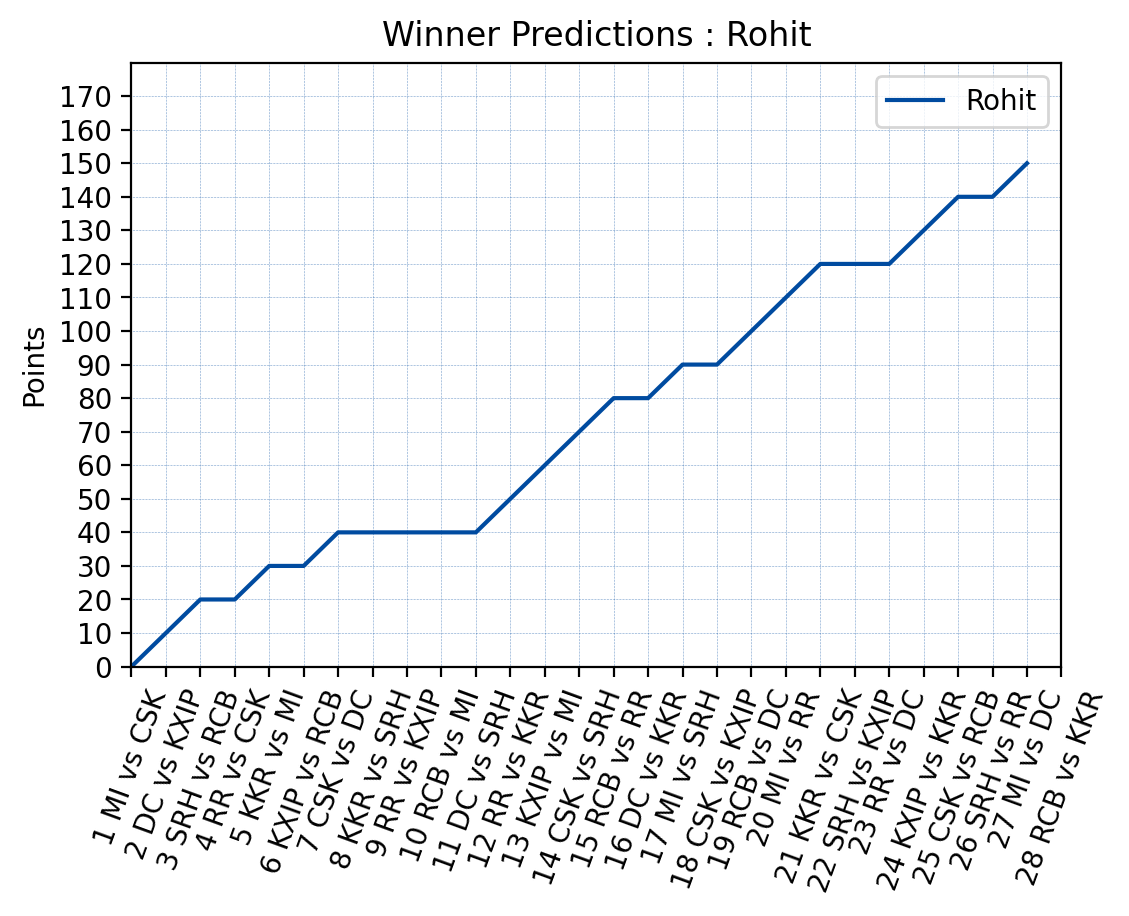 Winner Predictions : Rohit
Rohit
Points
170
160
150
140
130
120
110
100
90
80
70
60
50
40
30
20
10
0
1 MI vs CSK
2 DC vs KXIP
3 SRH vs RCB
4 RR vs CSK
5 KKR vs MI
6 KXIP vs RCB
7 CSK vs DC
8 KKR vs SRH
9 RR vs KXIP
10 RCB vs MI
11 DC vs SRH
12 RR vs KKR
13 KXIP vs MI
14 CSK vs SRH
15 RCB vs RR
16 DC vs KKR
17 MI vs SRH
18 CSK vs KXIP
19 RCB vs DC
20 MI vs RR
21 KKR vs CSK
22 SRH vs KXIP
23 RR vs DC
24 KXIP vs KKR
25 CSK vs RCB
26 SRH vs RR
27 MI vs DC
28 RCB vs KKR